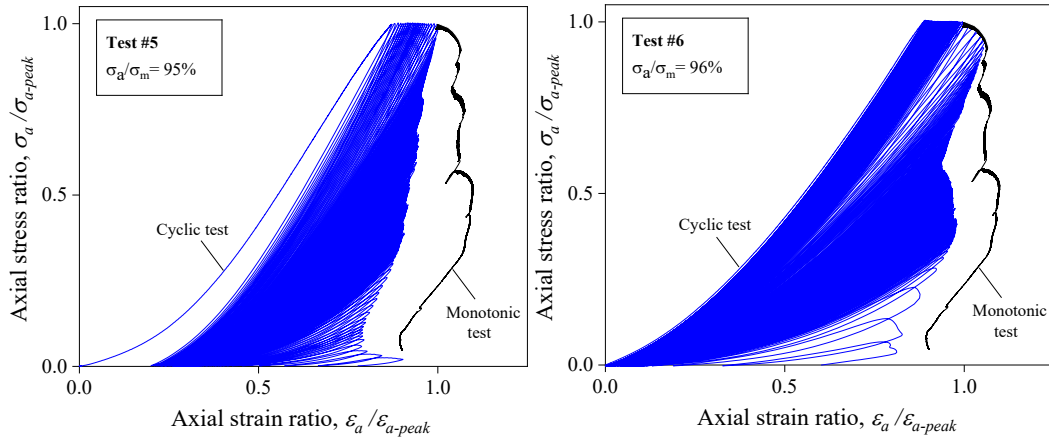 Test #5
σa/σm= 95%
Cyclic test
Monotonic
test
1.0
0.5
0.0
0.0
0.5
1.0
Axial stress ratio, σa /σa-peak
Axial strain ratio, εa /εa-peak
Test #6
σa/σm= 96%
Cyclic test
Monotonic
test
1.0
0.5
0.0
0.0
0.5
1.0
Axial stress ratio, σa /σa-peak
Axial strain ratio, εa /εa-peak